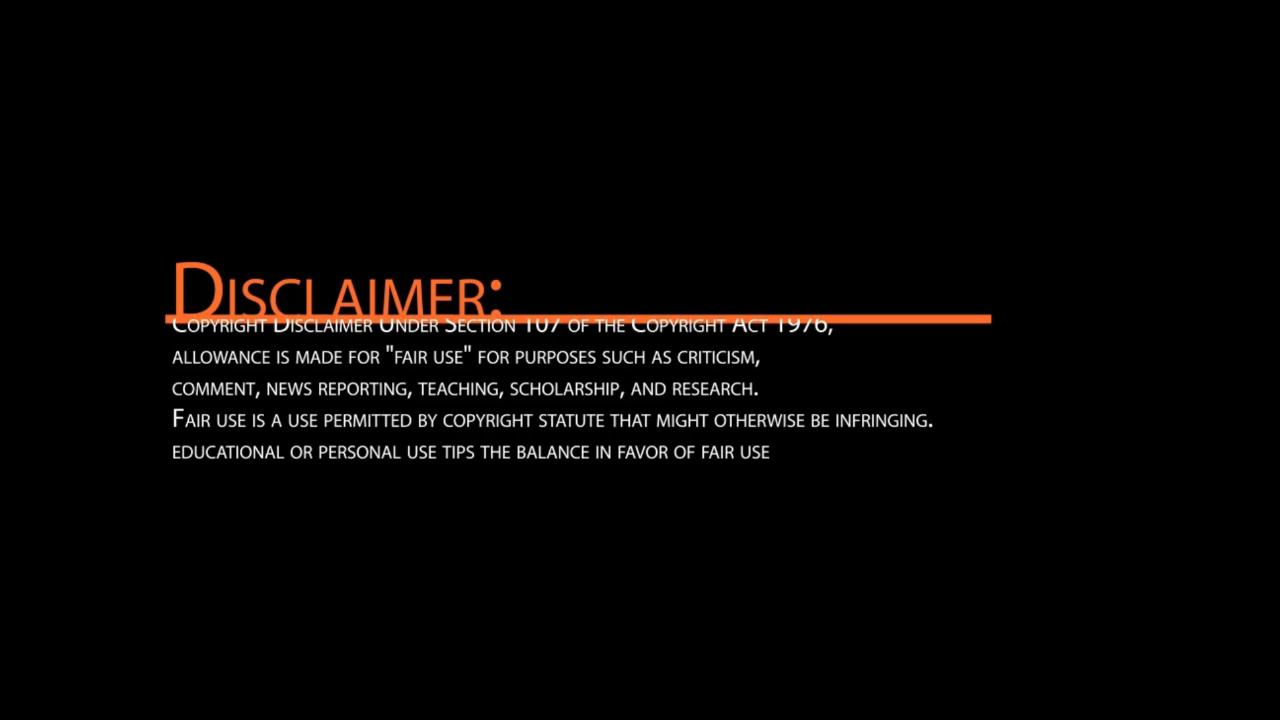 Disclaimer:
Copyright Disclaimer Under Section 107 of the Copyright Act 1976,
allowance is made for "fair use" for purposes such as criticism,
comment, news reporting, teaching, scholarship, and research.
Fair use is a use permitted by copyright statute that might otherwise be infringing.
educational or personal use tips the balance in favor of fair use